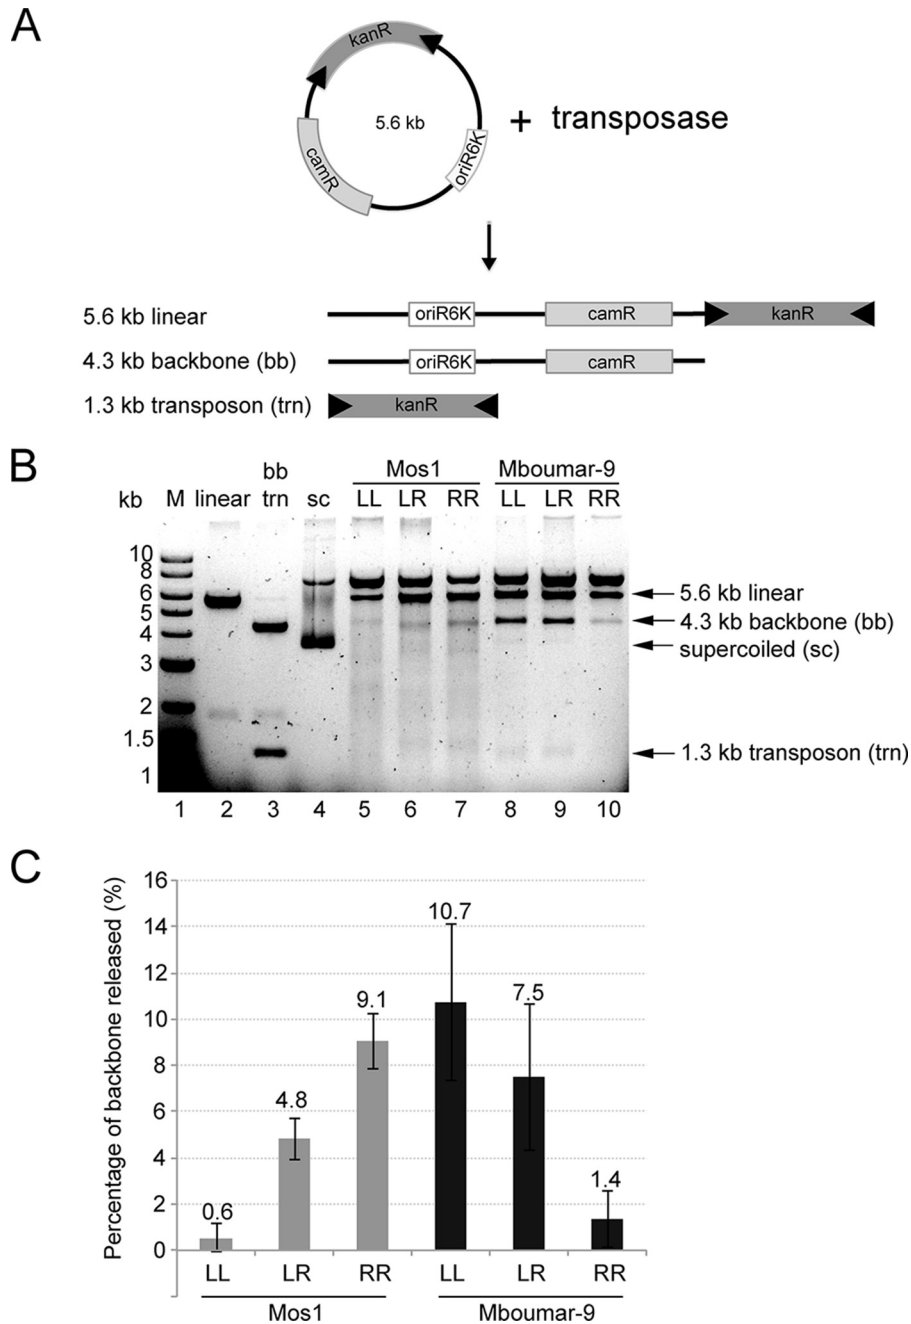 A
kanR
5.6 kb
+ transposase
camR
oriR6K
5.6 kb linear
oriR6K camR kanR
4.3 kb backbone (bb)
oriR6K camR
1.3 kb transposon (trn)
kanR
B
Mos1 Mboumar-9
bb
kb M linear trn sc LL LR RR LL LR RR
10
8
6
5
4
3
2
1.5
1
5.6 kb linear
4.3 kb backbone (bb)
supercoiled (sc)
1.3 kb transposon (trn)
1 2 3 4 5 6 7 8 9 10
C
Percentage of backbone released (%)
16
14
12
10
8
6
4
2
0
0.6
4.8
9.1
10.7
7.5
1.4
LL LR RR LL LR RR
Mos1 Mboumar-9